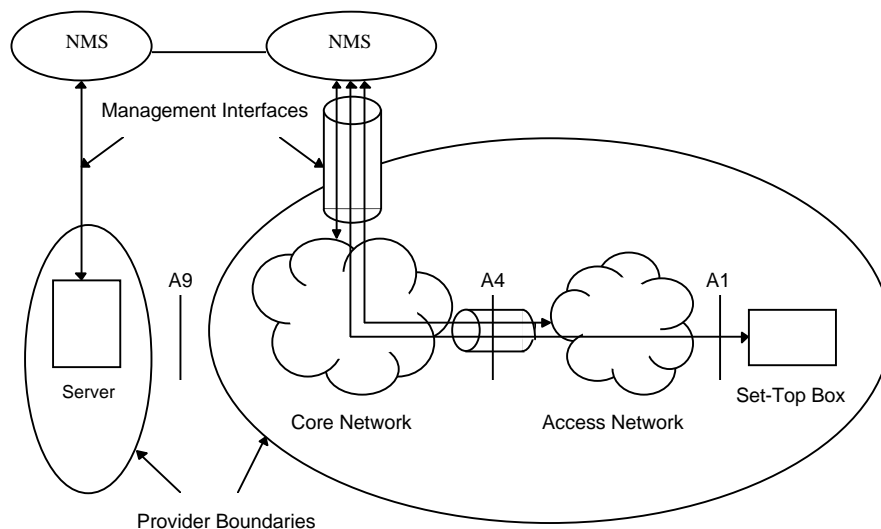 NMS
NMS
Management Interfaces
A9
A4
A1
Server
Core Network
Access Network
Set-Top Box
Provider Boundaries